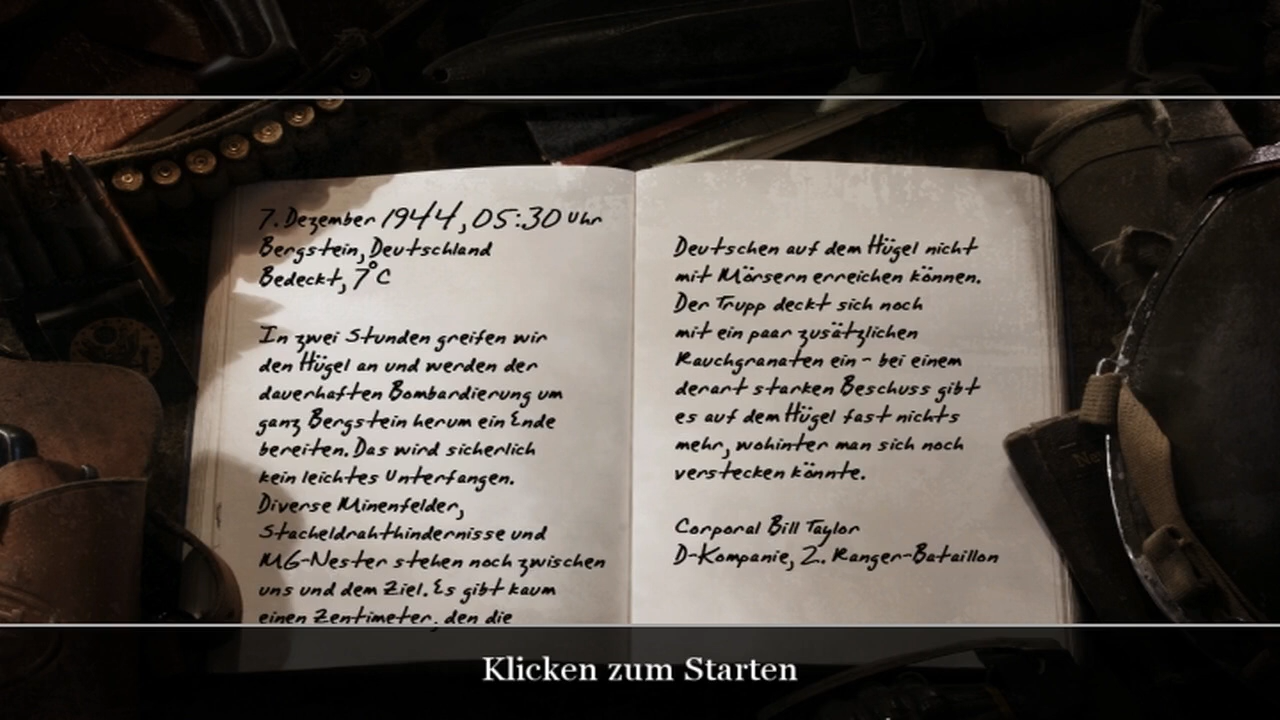 7. Dezember 1944, 05:30 Uhr
Bergstein, Deutschland
Bedeckt, 7°C
In zwei Stunden greifen wir
den Hügel an und werden der
dauerhaften Bombardierung um
ganz Bergstein herum ein Ende
bereiten. Das wird sicherlich
kein leichtes Unterfangen.
Diverse Minenfelder,
Stacheldrahthindernisse und
MG-Nester stehen noch zwischen
uns und dem Ziel. Es gibt kaum
einen Zentimeter, den die
Deutschen auf dem Hügel nicht
mit Mörsern erreichen können.
Der Trupp deckt sich noch
mit ein paar zusätzlichen
Rauchgranaten ein - bei einem
derart starken Beschuss gibt
es auf dem Hügel fast nichts
mehr, wohinter man sich noch
verstecken könnte.
Corporal Bill Taylor
D-Kompanie, 2. Ranger-Bataillon
Klicken zum Starten